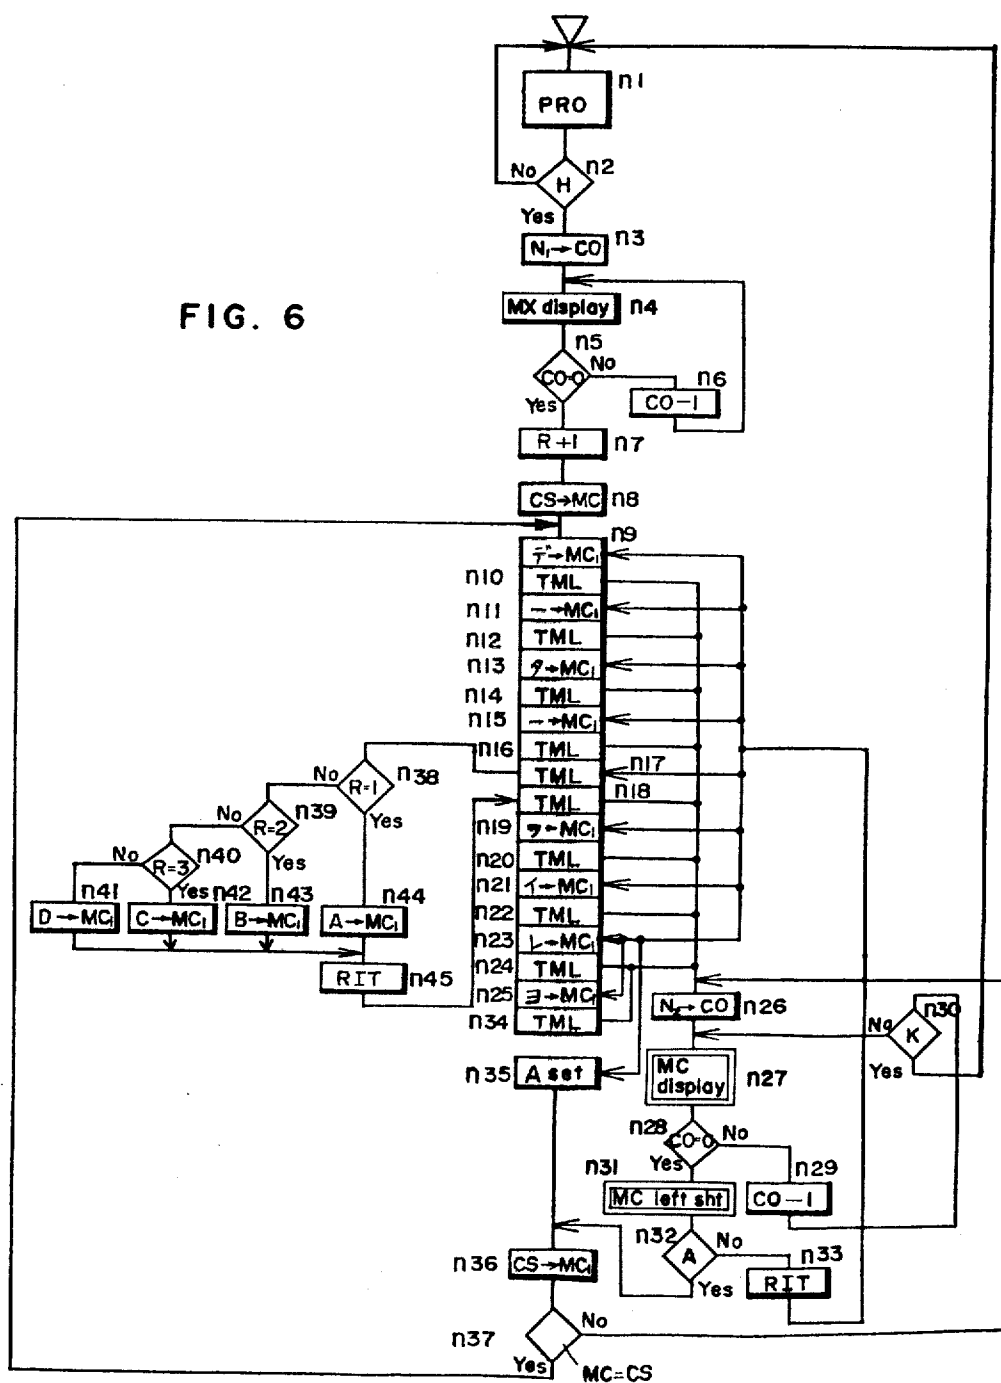 n1
PRO
n2
No
H
Yes
N₁→CO
n3
FIG. 6
MX display
n4
n5
No
CO=0
n6
Yes
CO-1
R+1
n7
CS→MC
n8
n9
デ→MC₁
n10
TML
n11
ー→MC₁
n12
TML
n13
タ→MC₁
n14
TML
n15
ー→MC₁
n16
TML
n17
TML
n18
TML
n38
No
R=1
Yes
n39
No
R=2
Yes
n40
No
R=3
Yes
n19
ヲ→MC₁
n20
TML
n21
イ→MC₁
n22
TML
n41
D→MC₁
n42
C→MC₁
n43
B→MC₁
n44
A→MC₁
n23
レ→MC₁
RIT
n45
n24
TML
n25
ヨ→MC₁
n34
TML
→CO
n26
n30
No
K
Yes
n35
A set
MC
display
n27
n28
CO=0
No
Yes
n29
CO-1
n31
MC left sht
n32
A
No
Yes
n33
RIT
n36
CS→MC₁
n37
No
Yes
MC=CS